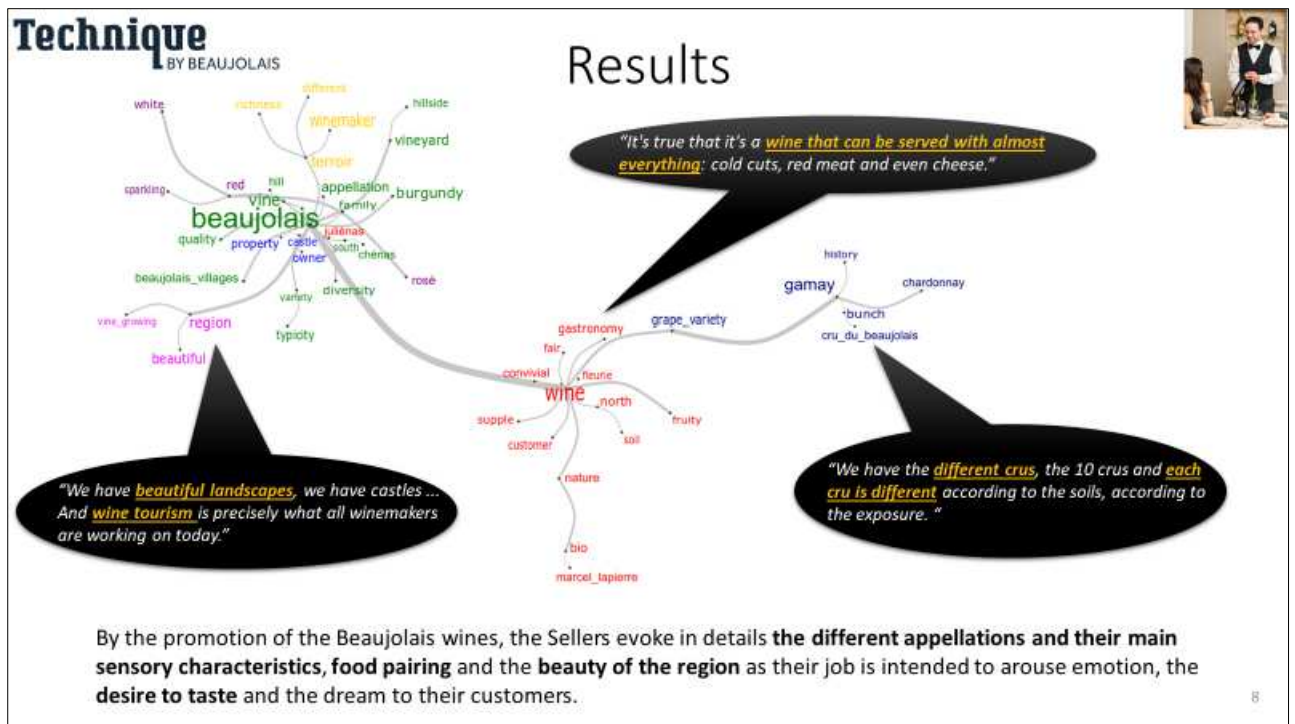 Technique
BY BEAUJOLAIS
Results
white
richness
different
winemaker
hillside
vineyard
terroir
sparkling
red
hill
vine
appellation
family
burgundy
beaujolais
juliénas
quality
property
castle
south
chénas
owner
beaujolais_villages
variety
diversity
rosé
vine_growing
region
typicity
beautiful
"It's true that it's a wine that can be served with almost
everything: cold cuts, red meat and even cheese."
history
gamay
chardonnay
bunch
cru_du_beaujolais
grape_variety
gastronomy
fair
convivial
fleurie
wine
north
supple
fruity
customer
soil
nature
bio
marcel_lapierre
"We have beautiful landscapes, we have castles ...
And wine tourism is precisely what all winemakers
are working on today."
"We have the different crus, the 10 crus and each
cru is different according to the soils, according to
the exposure. "
By the promotion of the Beaujolais wines, the Sellers evoke in details the different appellations and their main
sensory characteristics, food pairing and the beauty of the region as their job is intended to arouse emotion, the
desire to taste and the dream to their customers.
8